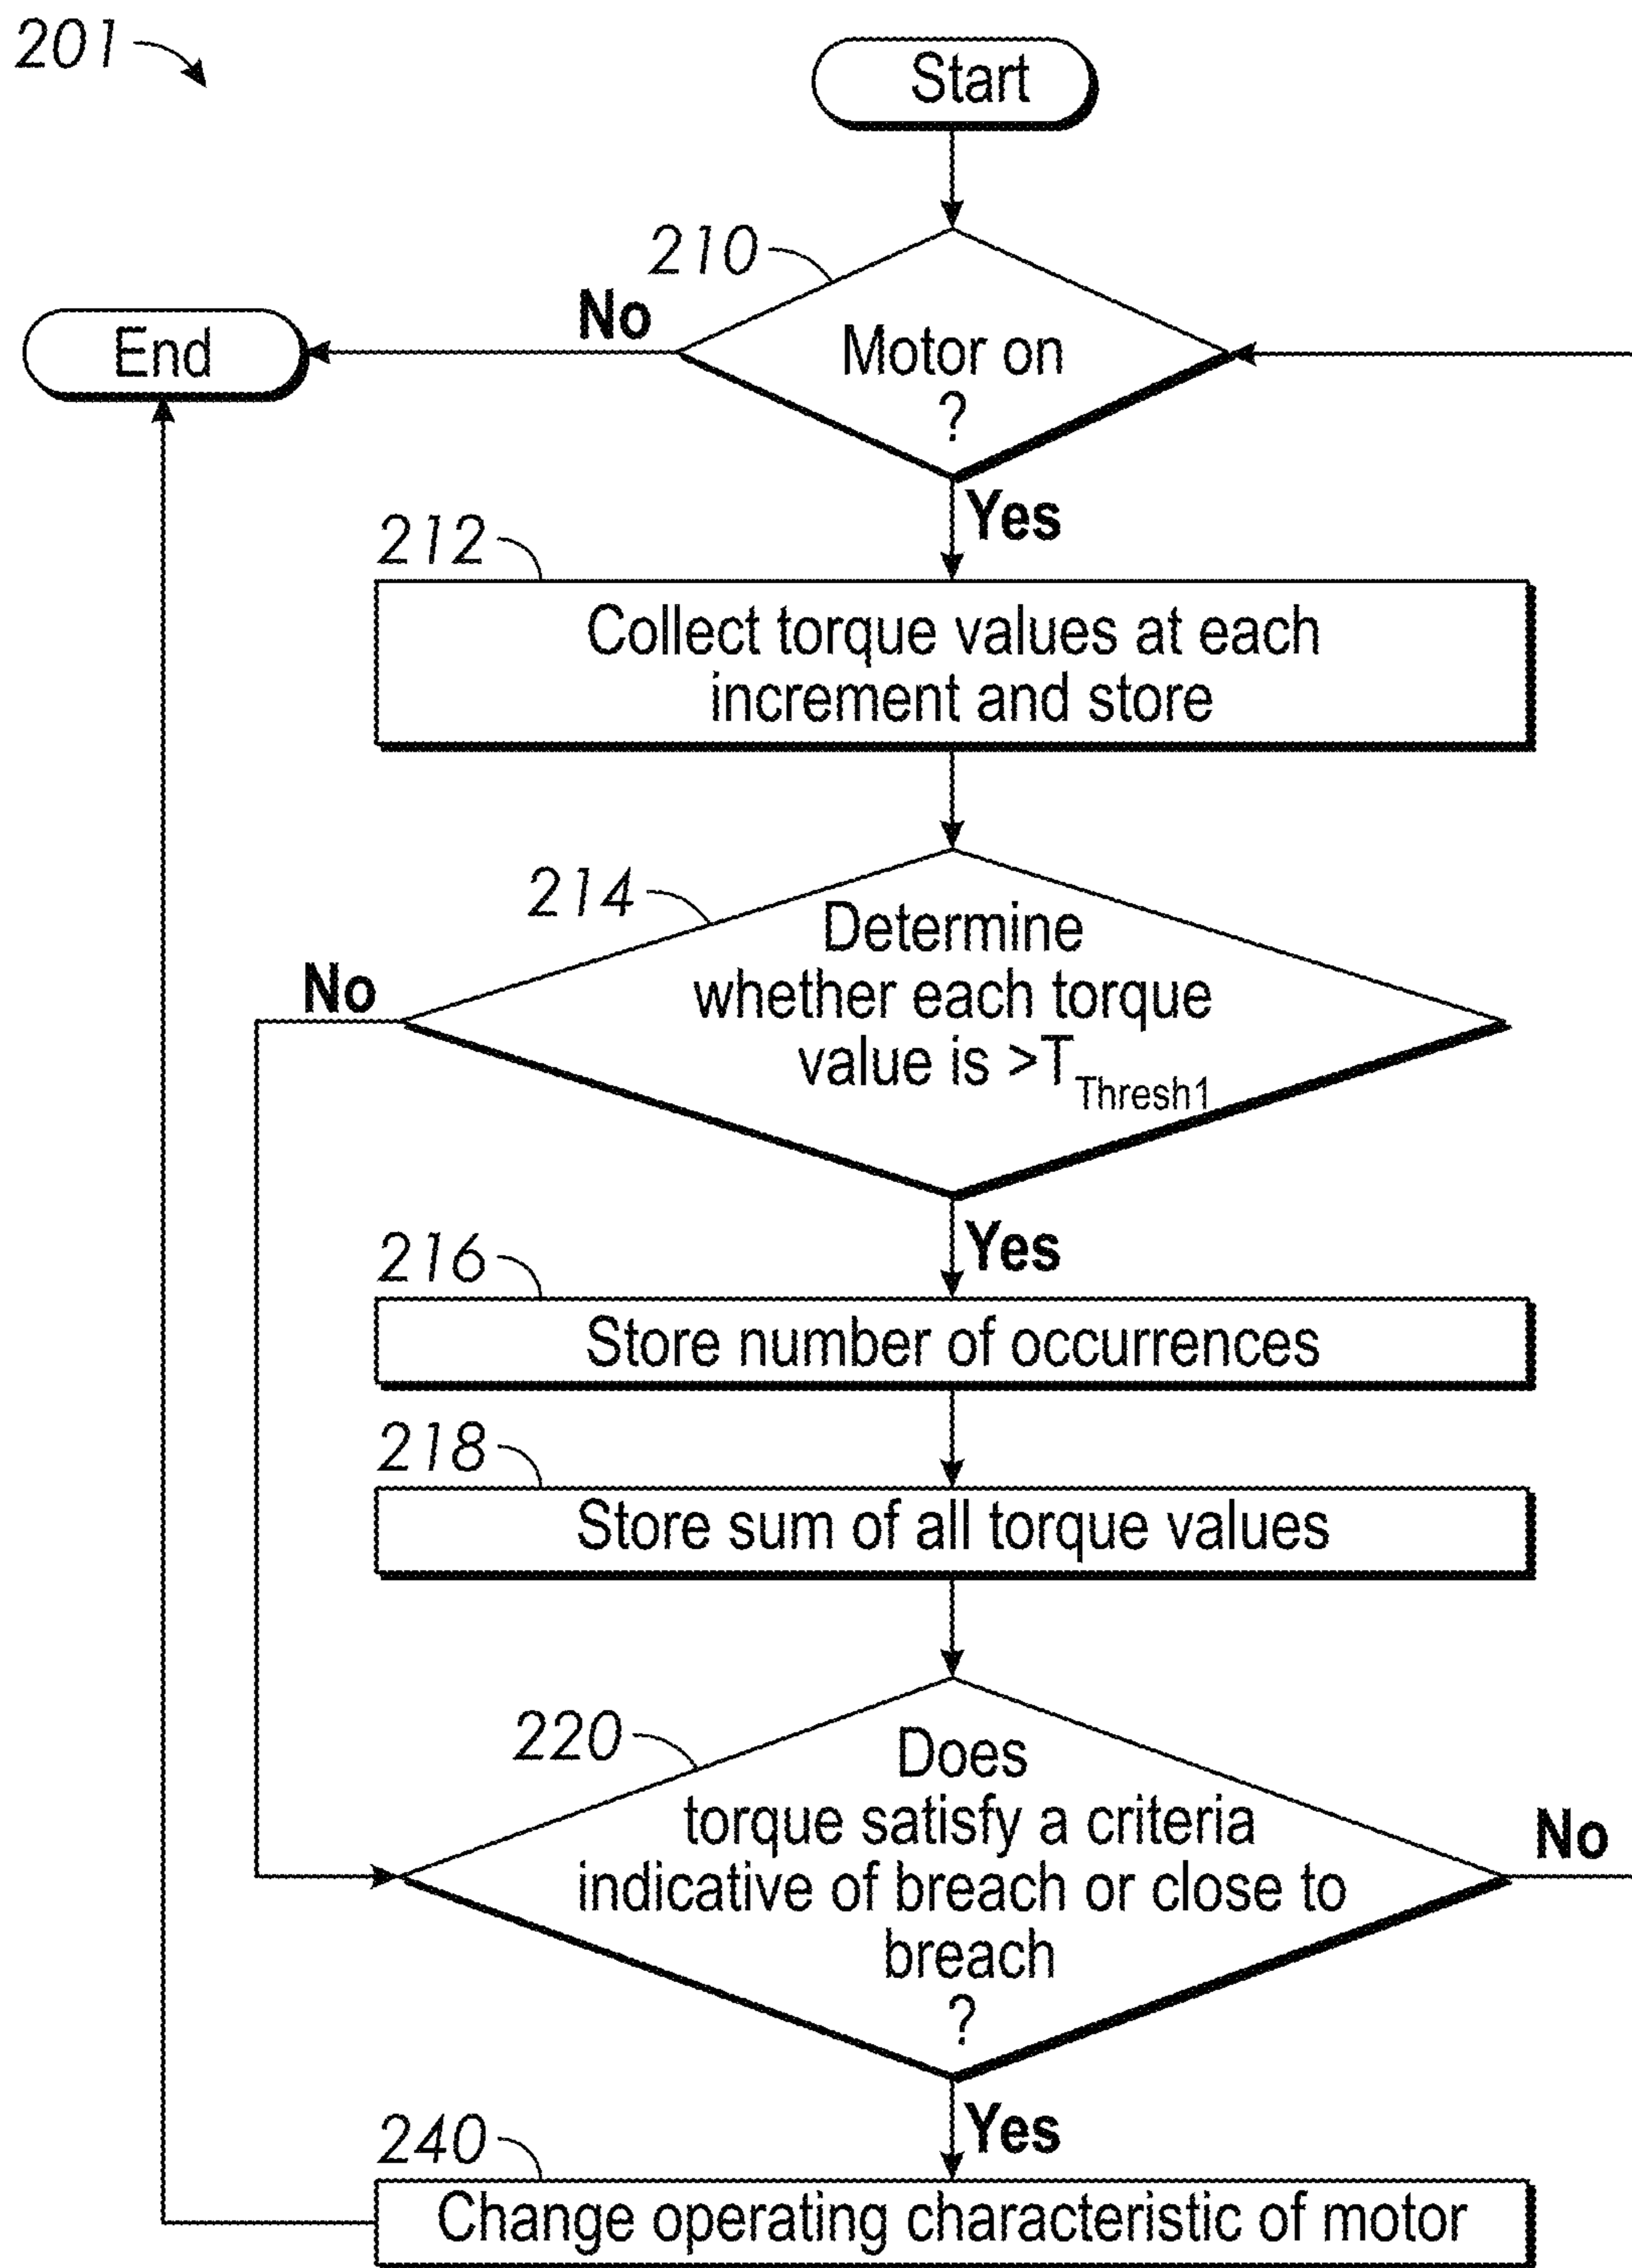 201
Start
210
No
End
Motor on
?
Yes
212
Collect torque values at each
increment and store
214
No
Determine
whether each torque
value is >T Thresh1
Yes
216
Store number of occurrences
218
Store sum of all torque values
220
Does
torque satisfy a criteria
indicative of breach or close to
breach
?
No
Yes
240
Change operating characteristic of motor